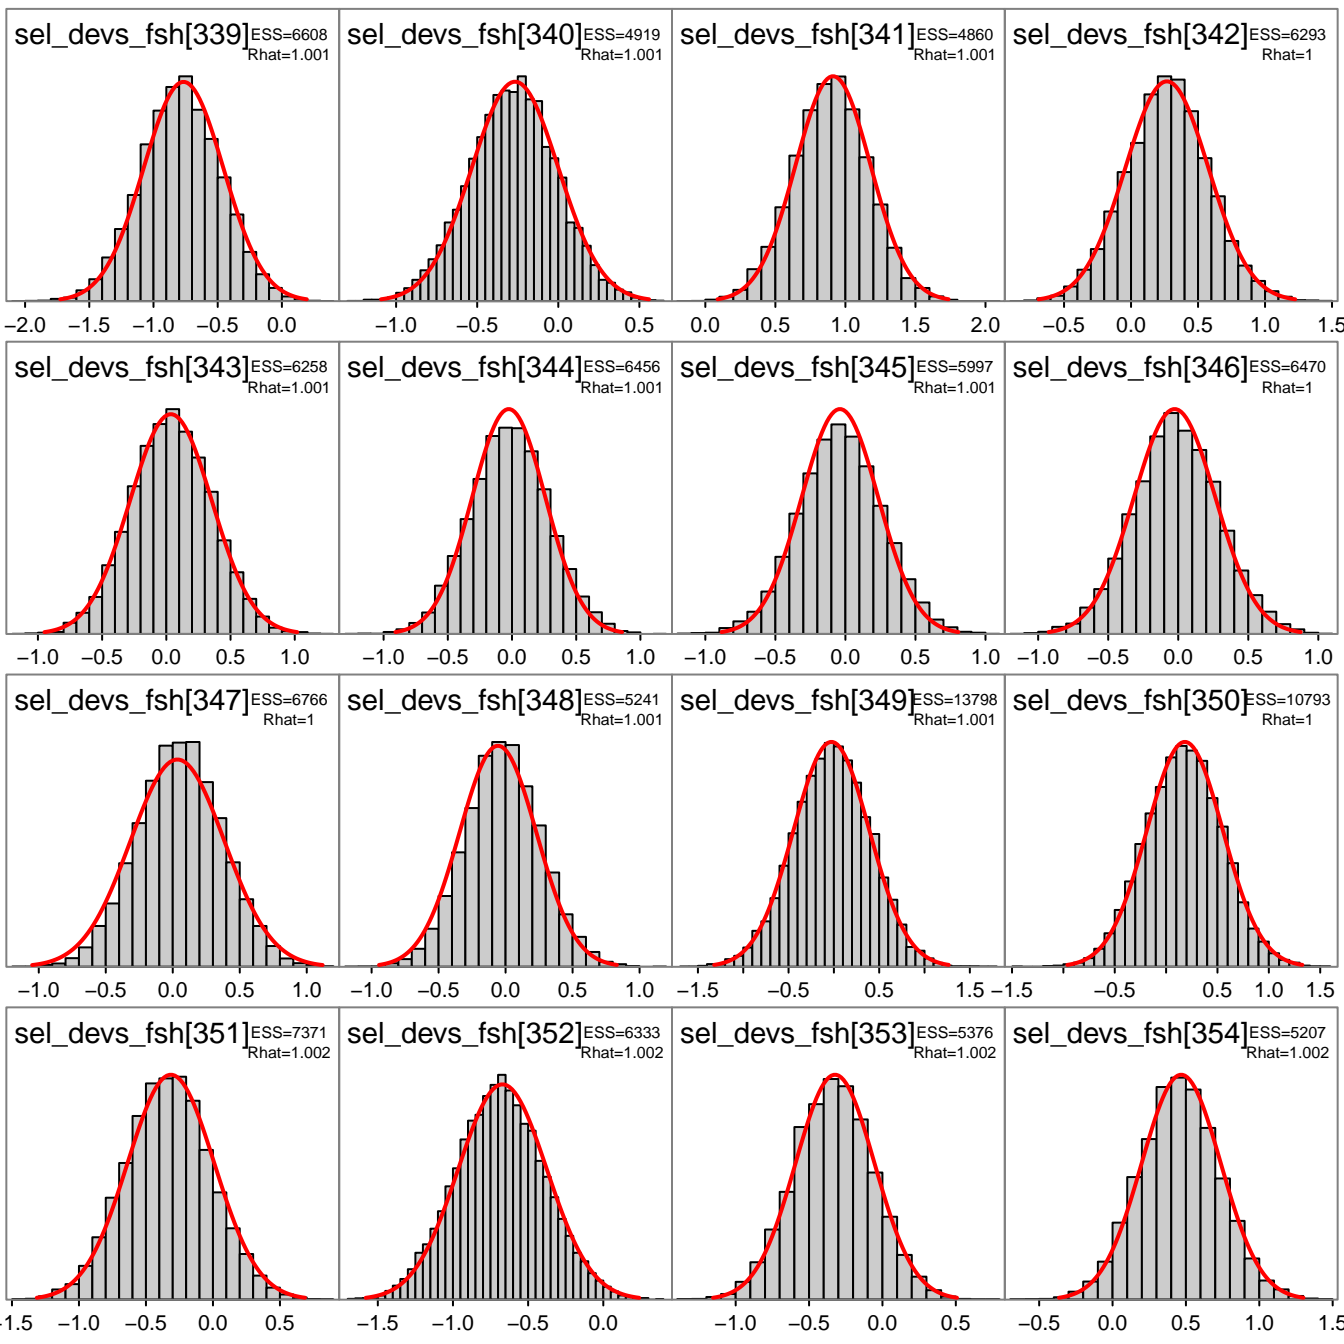 sel_devs_fsh[339] ESS=6608
Rhat=1.001
sel_devs_fsh[340] ESS=4919
Rhat=1.001
sel_devs_fsh[341] ESS=4860
Rhat=1.001
sel_devs_fsh[342] ESS=6293
Rhat=1
−2.0 −1.5 −1.0 −0.5 0.0
−1.0 −0.5 0.0 0.5
0.0 0.5 1.0 1.5 2.0
−0.5 0.0 0.5 1.0 1.5
sel_devs_fsh[343] ESS=6258
Rhat=1.001
sel_devs_fsh[344] ESS=6456
Rhat=1.001
sel_devs_fsh[345] ESS=5997
Rhat=1.001
sel_devs_fsh[346] ESS=6470
Rhat=1
−1.0 −0.5 0.0 0.5 1.0
−1.0 −0.5 0.0 0.5 1.0
−1.0 −0.5 0.0 0.5 1.0
−1.0 −0.5 0.0 0.5 1.0
sel_devs_fsh[347] ESS=6766
Rhat=1
sel_devs_fsh[348] ESS=5241
Rhat=1.001
sel_devs_fsh[349] ESS=13798
Rhat=1.001
sel_devs_fsh[350] ESS=10793
Rhat=1
−1.0 −0.5 0.0 0.5 1.0
−1.0 −0.5 0.0 0.5 1.0
−1.5 −0.5 0.5 1.5
−1.5 −0.5 0.5 1.0 1.5
sel_devs_fsh[351] ESS=7371
Rhat=1.002
sel_devs_fsh[352] ESS=6333
Rhat=1.002
sel_devs_fsh[353] ESS=5376
Rhat=1.002
sel_devs_fsh[354] ESS=5207
Rhat=1.002
−1.5 −1.0 −0.5 0.0 0.5
−1.5 −1.0 −0.5 0.0
−1.0 −0.5 0.0 0.5
−0.5 0.0 0.5 1.0 1.5